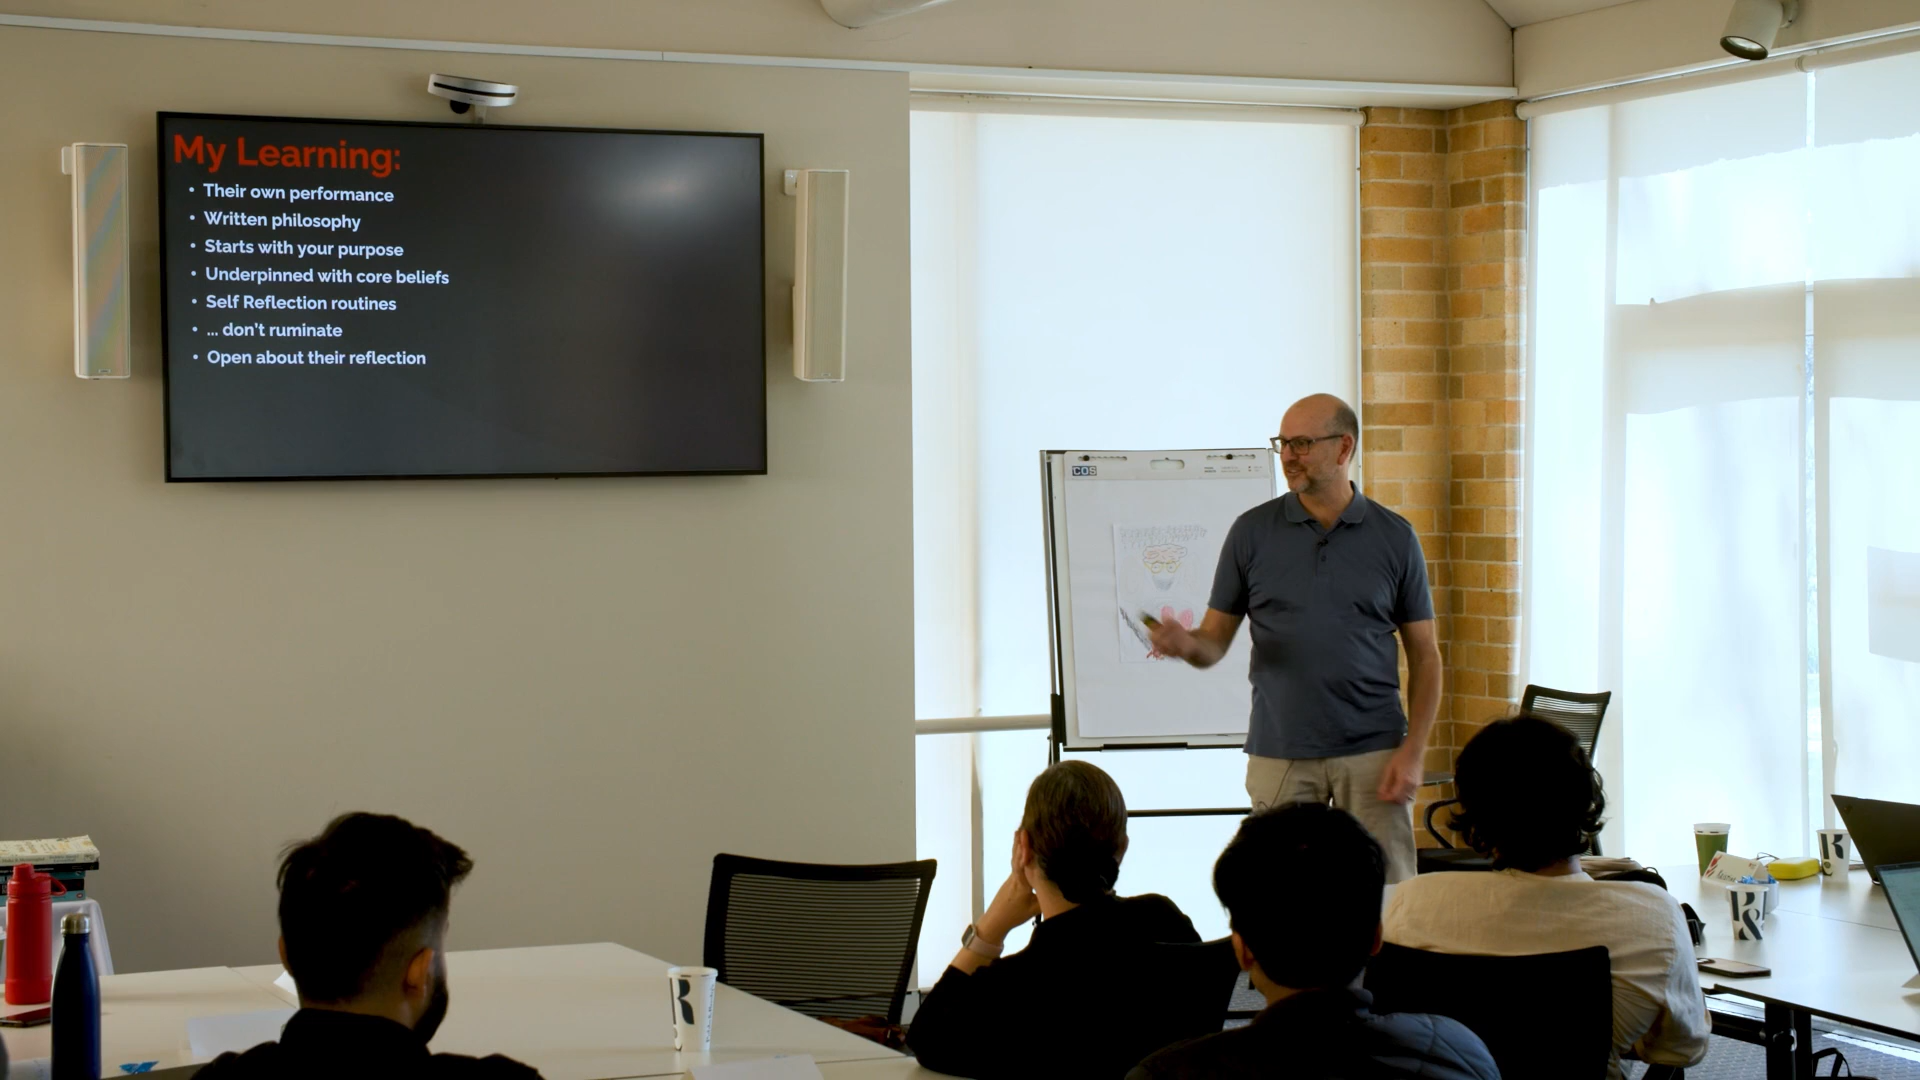 My Learning:
• Their own performance
• Written philosophy
• Starts with your purpose
• Underpinned with core beliefs
• Self Reflection routines
• ... don't ruminate
• Open about their reflection
COS